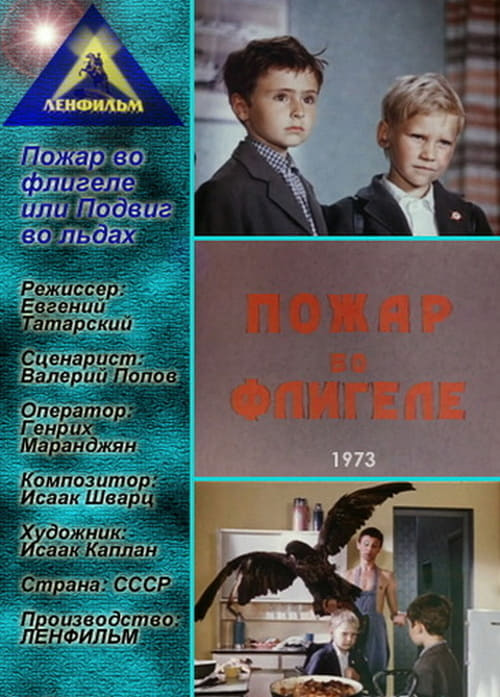 ЛЕНФИЛЬМ
Пожар во
флигеле
или Подвиг
во льдах
Режиссер:
Евгений
Татарский
Сценарист:
Валерий Попов
Оператор:
Генрих
Маранджян
Композитор:
Исаак Шварц
Художник:
Исаак Каплан
Страна: СССР
Производство:
ЛЕНФИЛЬМ
ПОЖАР
ВО
ФЛИГЕЛЕ
1973